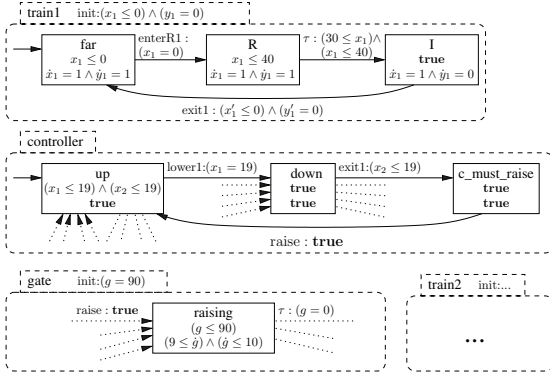 train1 init:(x₁ ≤ 0) ∧ (y₁ = 0)
far
x₁ ≤ 0
ẋ₁ = 1 ∧ ẏ₁ = 1
enterR1 :
(x₁ = 0)
R
x₁ ≤ 40
ẋ₁ = 1 ∧ ẏ₁ = 1
τ : (30 ≤ x₁)∧
(x₁ ≤ 40)
I
true
ẋ₁ = 1 ∧ ẏ₁ = 0
exit1 : (x₁′ ≤ 0) ∧ (y₁′ = 0)
controller
up
(x₁ ≤ 19) ∧ (x₂ ≤ 19)
true
lower1:(x₁ = 19)
down
true
true
exit1:(x₂ ≤ 19)
c_must_raise
true
true
raise : true
gate init:(g = 90)
raise : true
raising
(g ≤ 90)
(9 ≤ ġ) ∧ (ġ ≤ 10)
τ : (g = 0)
train2 init:...
...